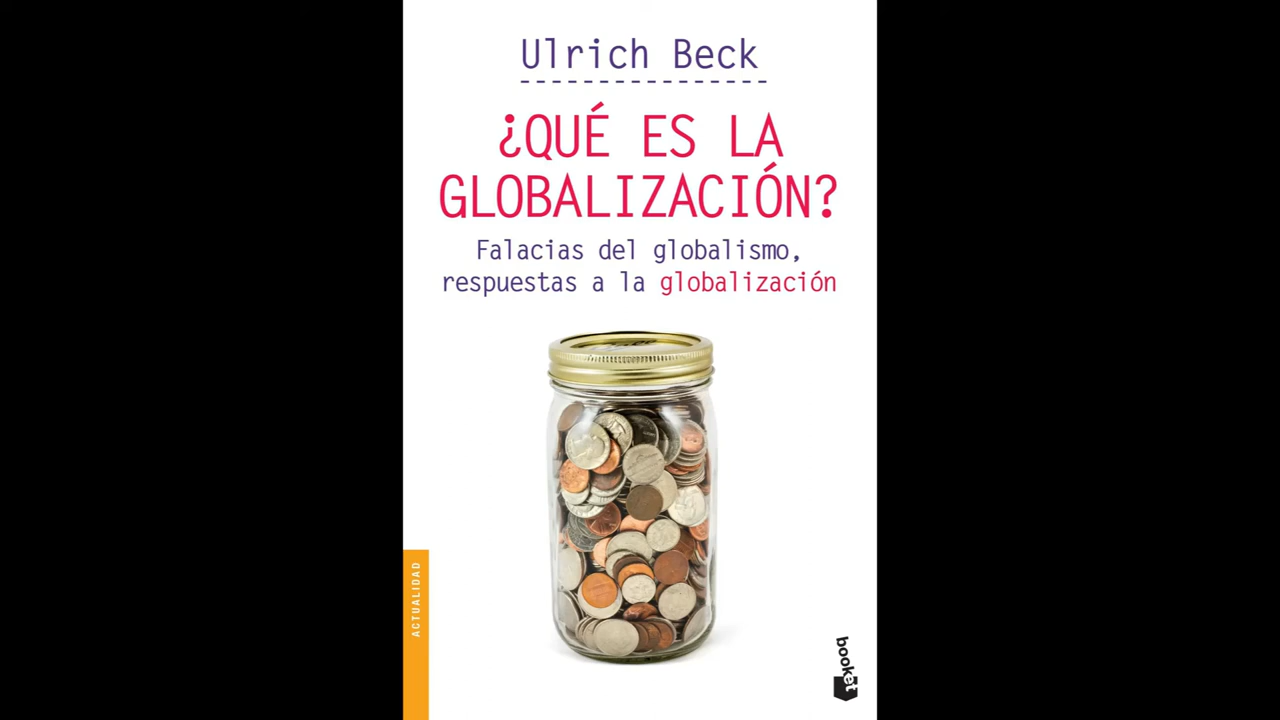 Ulrich Beck
¿QUÉ ES LA
GLOBALIZACIÓN?
Falacias del globalismo,
respuestas a la globalización
ACTUALIDAD
booket